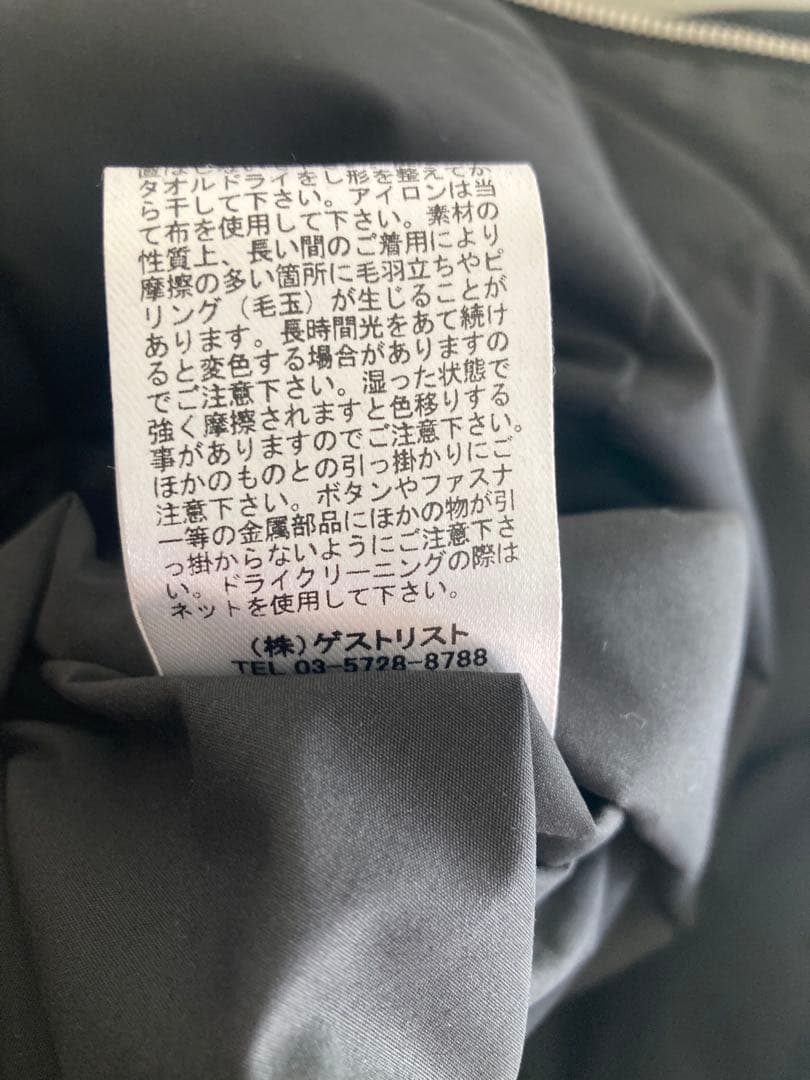 タオルドライをし形を整えてか
ら干して下さい。アイロンは当
て布を使用して下さい。素材の
性質上、長い間のご着用により
摩擦の多い箇所に毛羽立ちやピ
リング（毛玉）が生じることが
あります。長時間光をあて続け
ると変色する場合がありますの
でご注意下さい。湿った状態で
強く摩擦されますと色移りする
事がありますのでご注意下さい。
ほかのものとの引っ掛かりにご
注意下さい。ボタンやファスナ
ー等の金属部品にほかの物が引
っ掛からないようにご注意下さ
い。ドライクリーニングの際は
ネットを使用して下さい。
（株）ゲストリスト
TEL 03-5728-8788